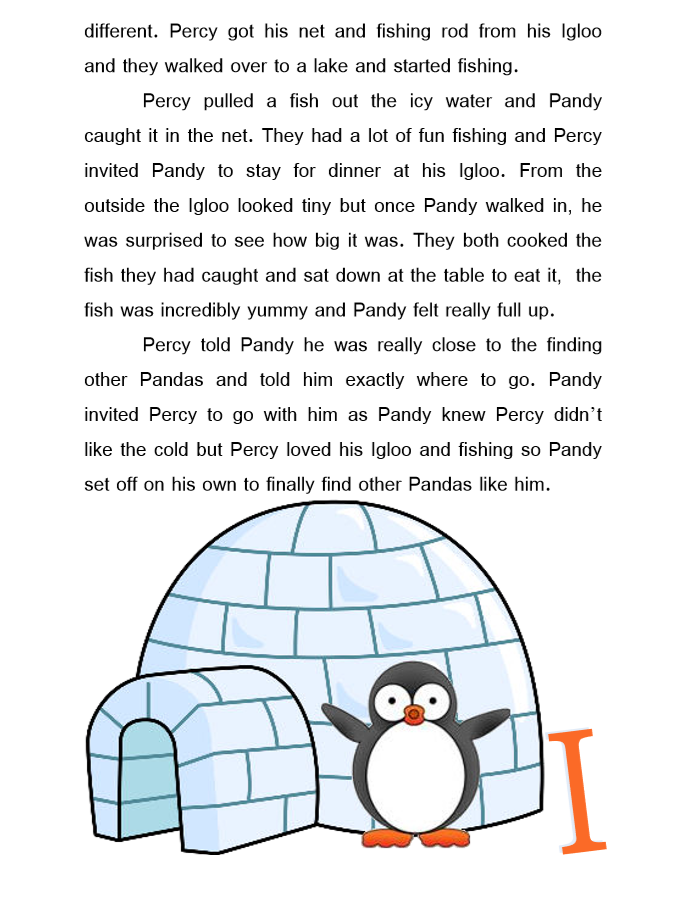 different. Percy got his net and fishing rod from his Igloo
and they walked over to a lake and started fishing.
Percy pulled a fish out the icy water and Pandy
caught it in the net. They had a lot of fun fishing and Percy
invited Pandy to stay for dinner at his Igloo. From the
outside the Igloo looked tiny but once Pandy walked in, he
was surprised to see how big it was. They both cooked the
fish they had caught and sat down at the table to eat it,  the
fish was incredibly yummy and Pandy felt really full up.
Percy told Pandy he was really close to the finding
other Pandas and told him exactly where to go. Pandy
invited Percy to go with him as Pandy knew Percy didn’t
like the cold but Percy loved his Igloo and fishing so Pandy
set off on his own to finally find other Pandas like him.
I